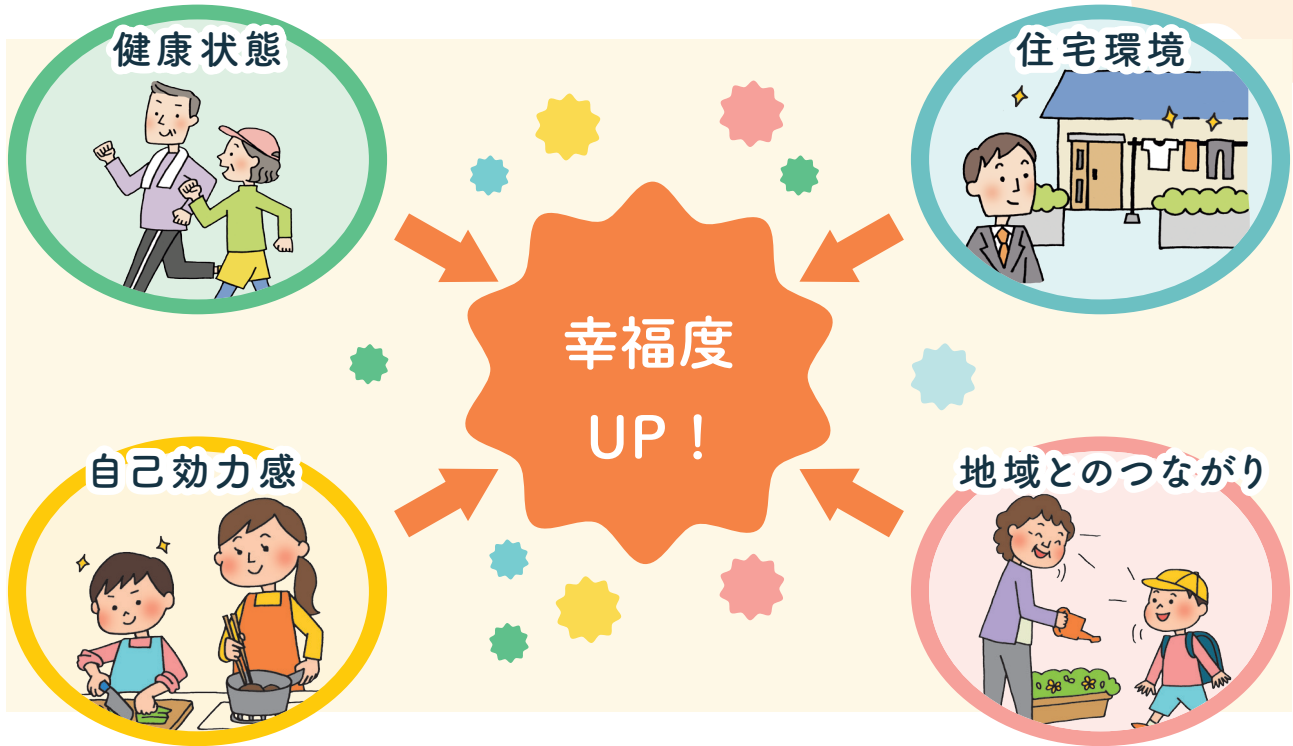 健康状態
住宅環境
幸福度
UP！
自己効力感
地域とのつながり